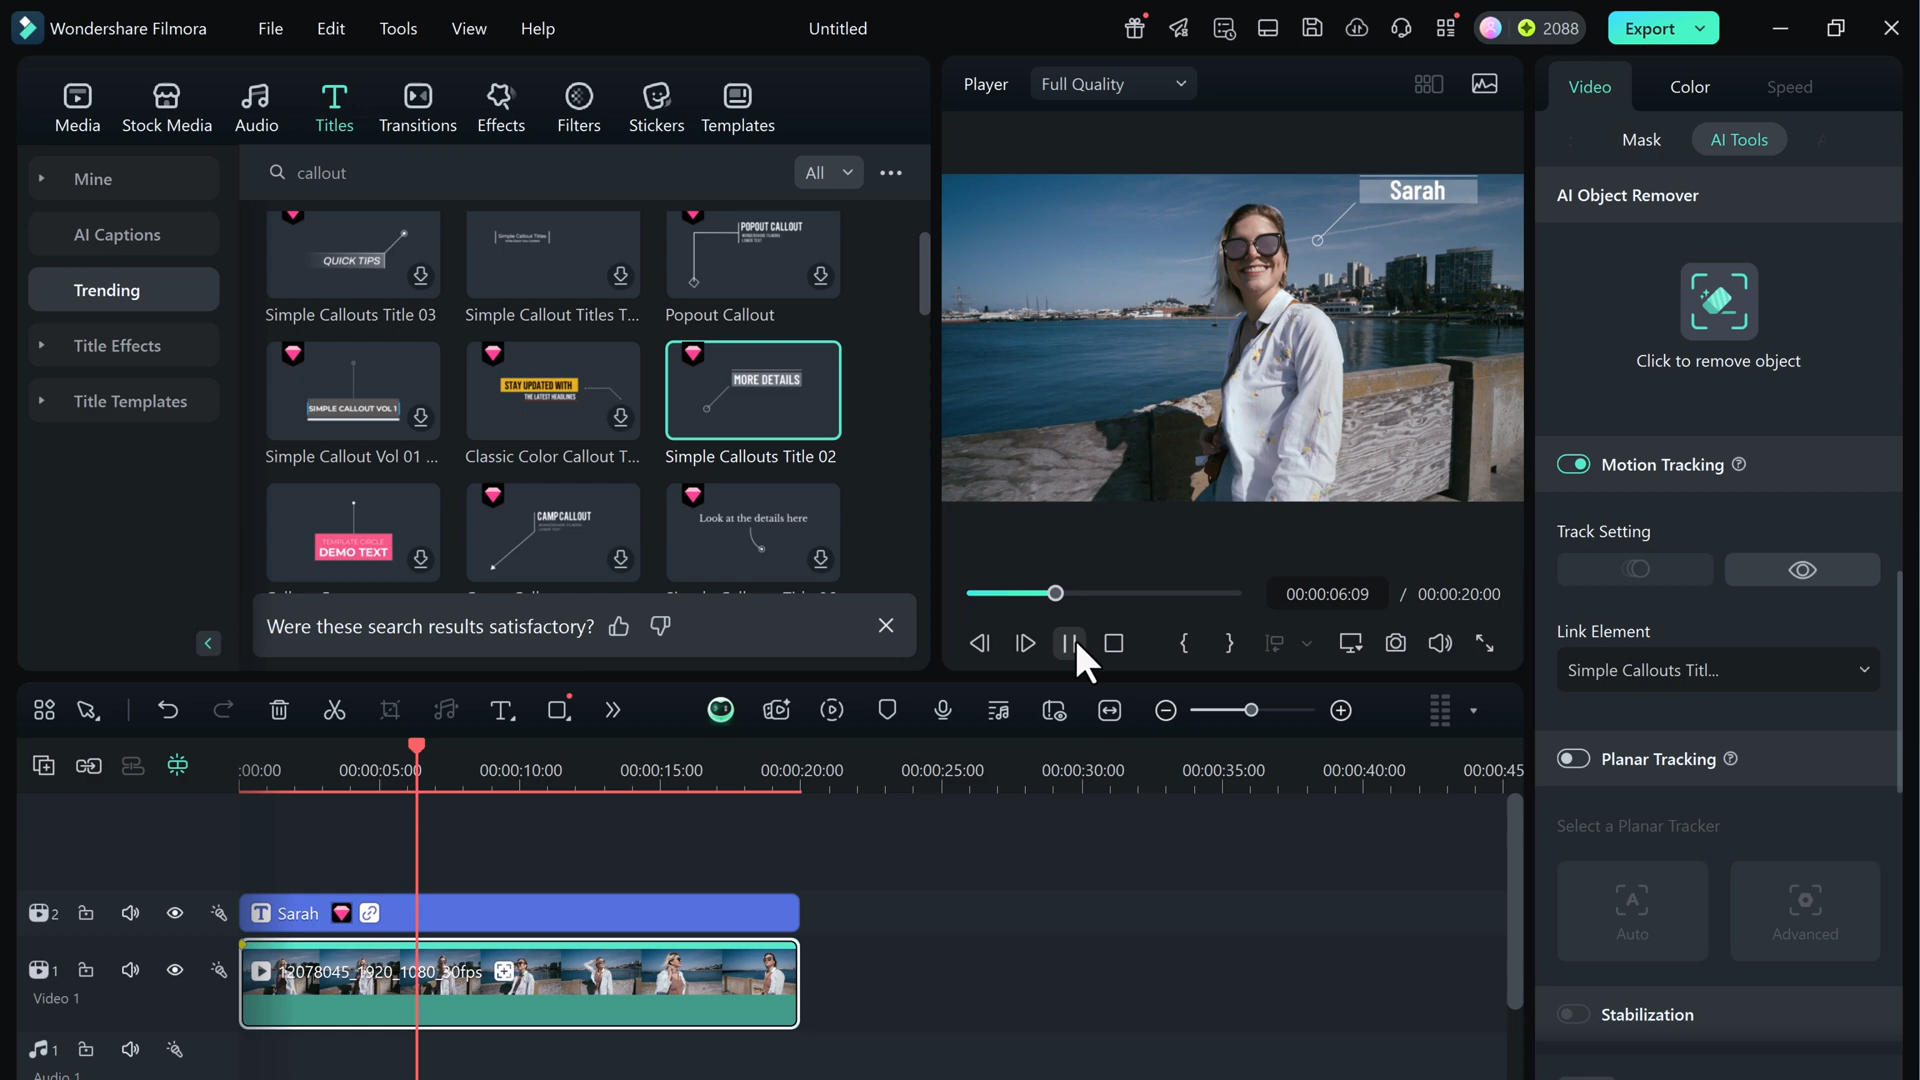 Wondershare Filmora
File
Edit
Tools
View
Help
Untitled
2088
Export
Media
Stock Media
Audio
Titles
Transitions
Effects
Filters
Stickers
Templates
Player
Full Quality
Video
Color
Speed
Mask
AI Tools
Mine
AI Captions
Trending
Title Effects
Title Templates
callout
All
QUICK TIPS
Simple Callouts Title 03
Simple Callout Titles
Simple Callout Titles T...
POPOUT CALLOUT
WONDERSHARE FILMORA
LOWER TEXT
Popout Callout
SIMPLE CALLOUT VOL 1
Simple Callout Vol 01 ...
STAY UPDATED WITH
THE LATEST HEADLINES
Classic Color Callout T...
MORE DETAILS
Simple Callouts Title 02
TEMPLATE CIRCLE
DEMO TEXT
CAMP CALLOUT
Look at the details here
Were these search results satisfactory?
Sarah
00:00:06:09 / 00:00:20:00
AI Object Remover
Click to remove object
Motion Tracking
Track Setting
Link Element
Simple Callouts Titl...
Planar Tracking
Select a Planar Tracker
Auto
Advanced
Stabilization
:00:00
00:00:05:00
00:00:10:00
00:00:15:00
00:00:20:00
00:00:25:00
00:00:30:00
00:00:35:00
00:00:40:00
00:00:45
2
Sarah
1
12078045_1920_1080_30fps
Video 1
1
Audio 1